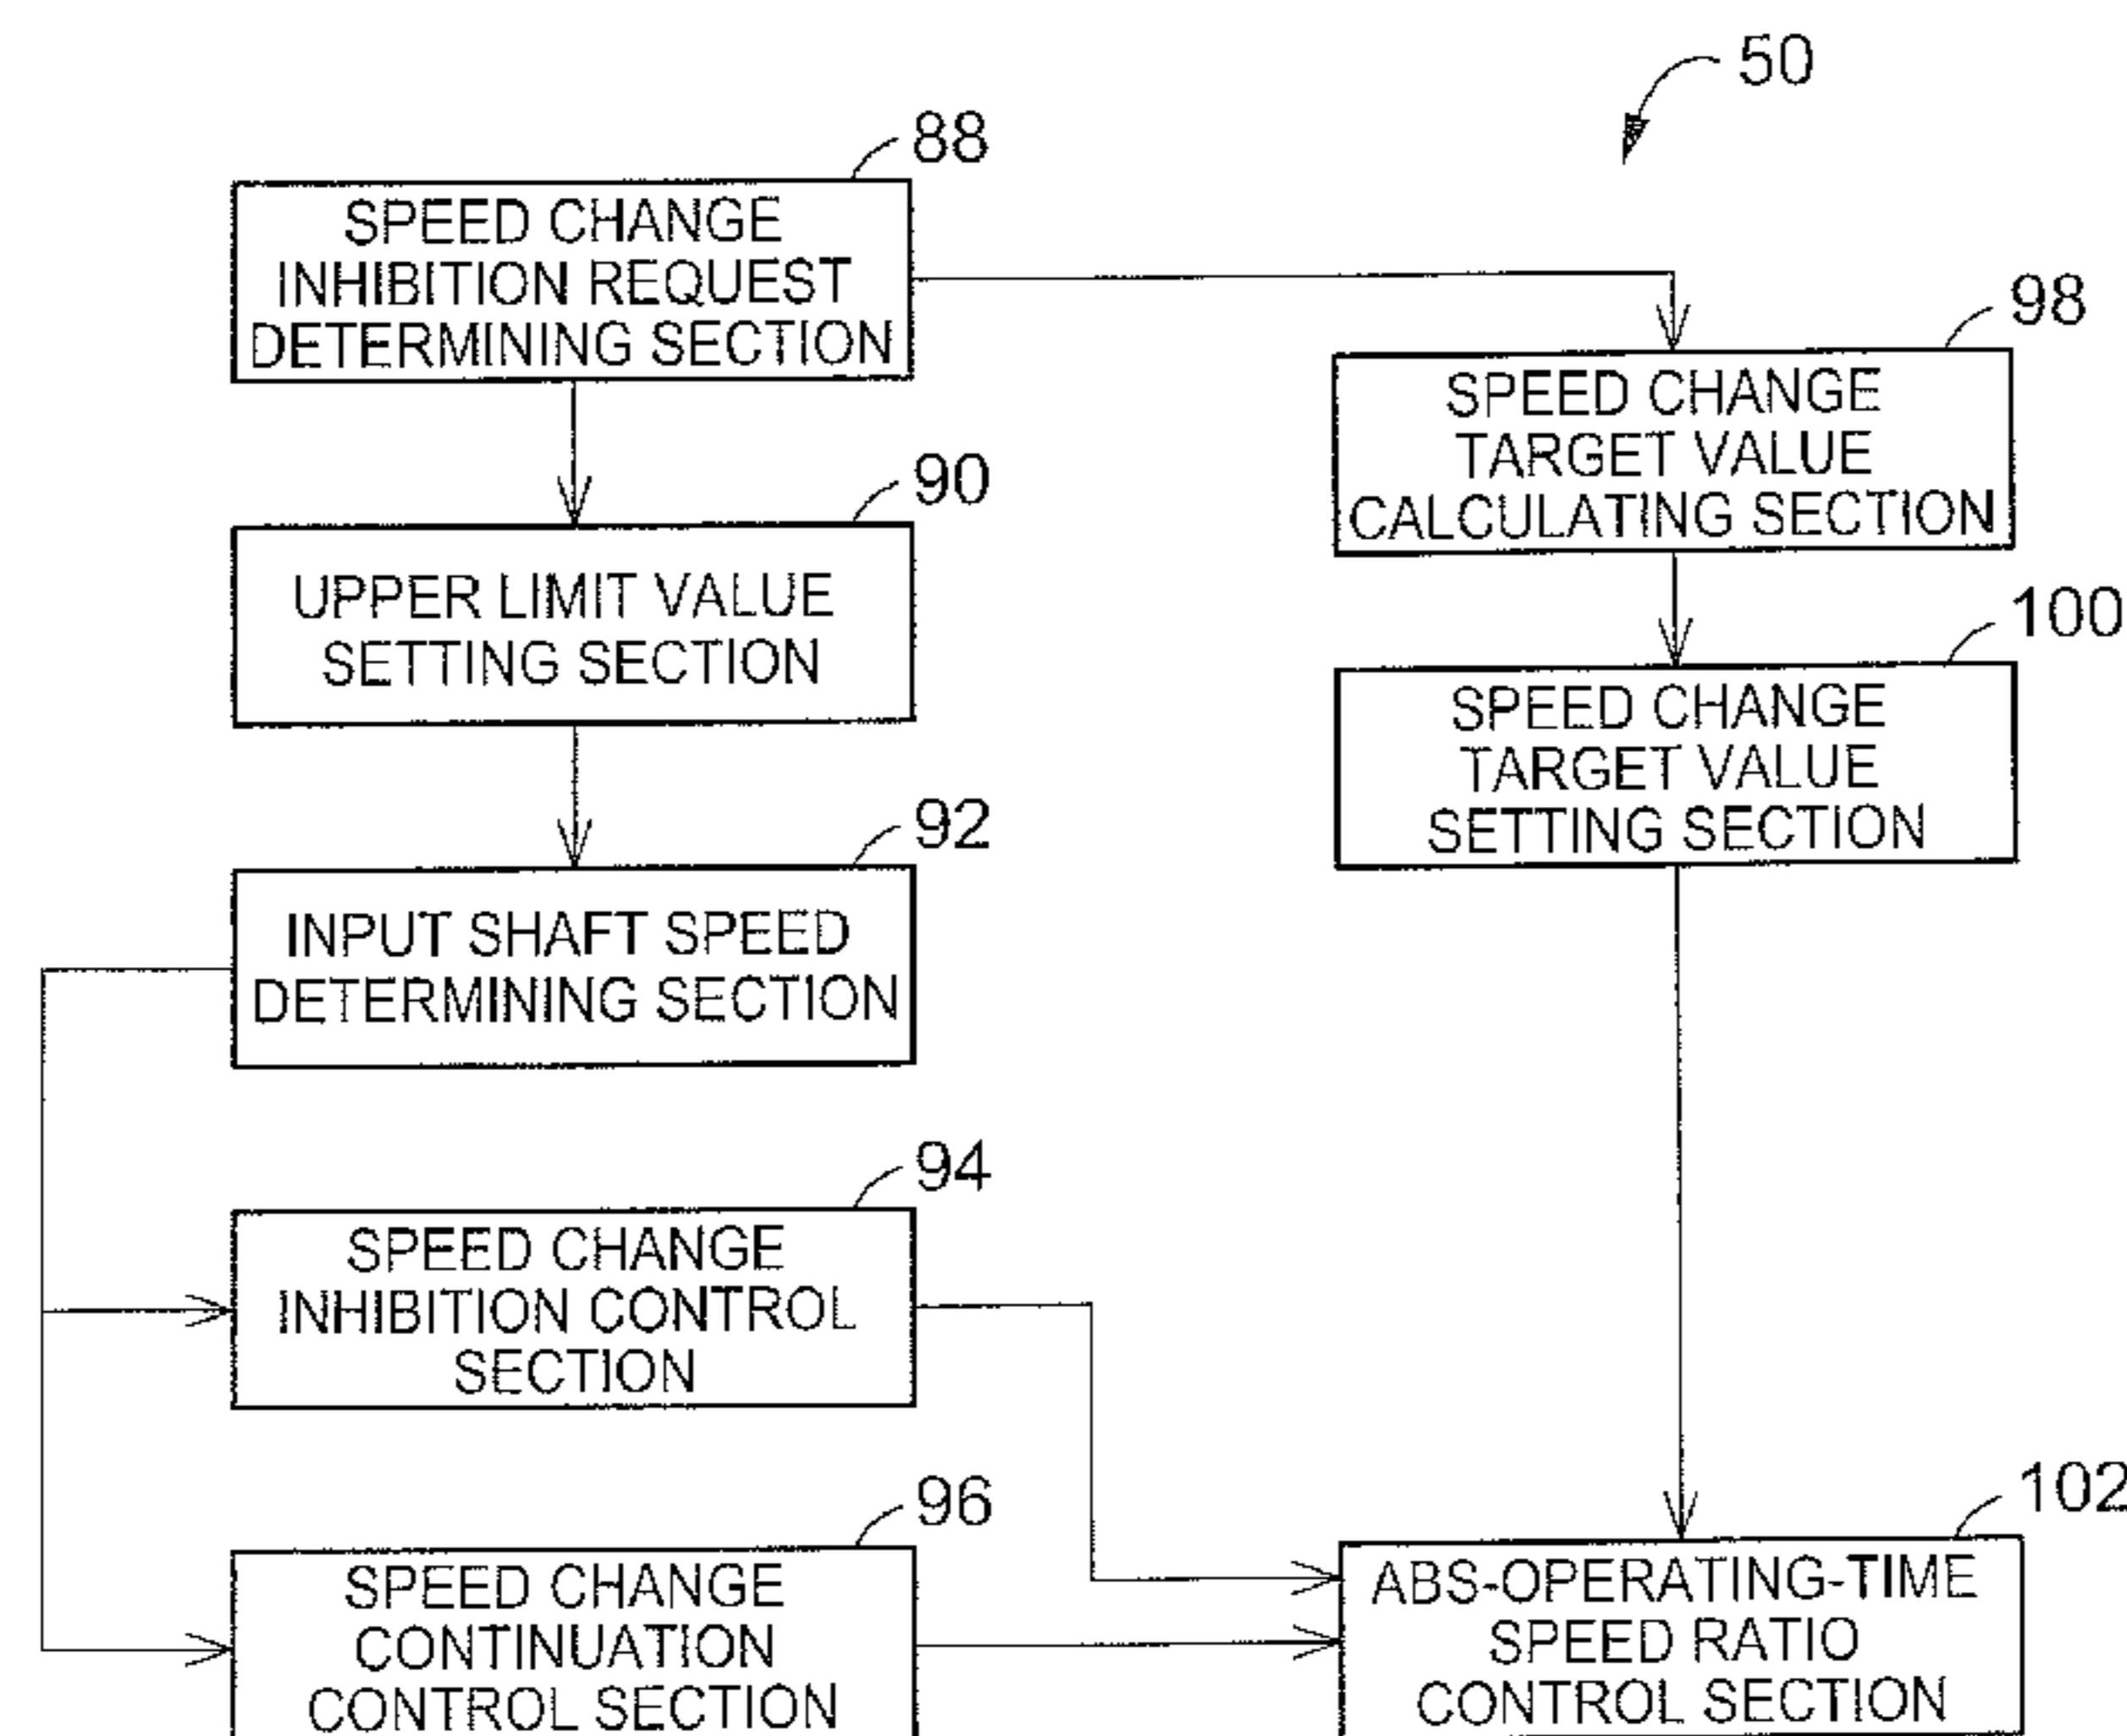 50
88
SPEED CHANGE
INHIBITION REQUEST
DETERMINING SECTION
98
SPEED CHANGE
TARGET VALUE
CALCULATING SECTION
90
UPPER LIMIT VALUE
SETTING SECTION
100
SPEED CHANGE
TARGET VALUE
SETTING SECTION
92
INPUT SHAFT SPEED
DETERMINING SECTION
94
SPEED CHANGE
INHIBITION CONTROL
SECTION
96
SPEED CHANGE
CONTINUATION
CONTROL SECTION
102
ABS-OPERATING-TIME
SPEED RATIO
CONTROL SECTION